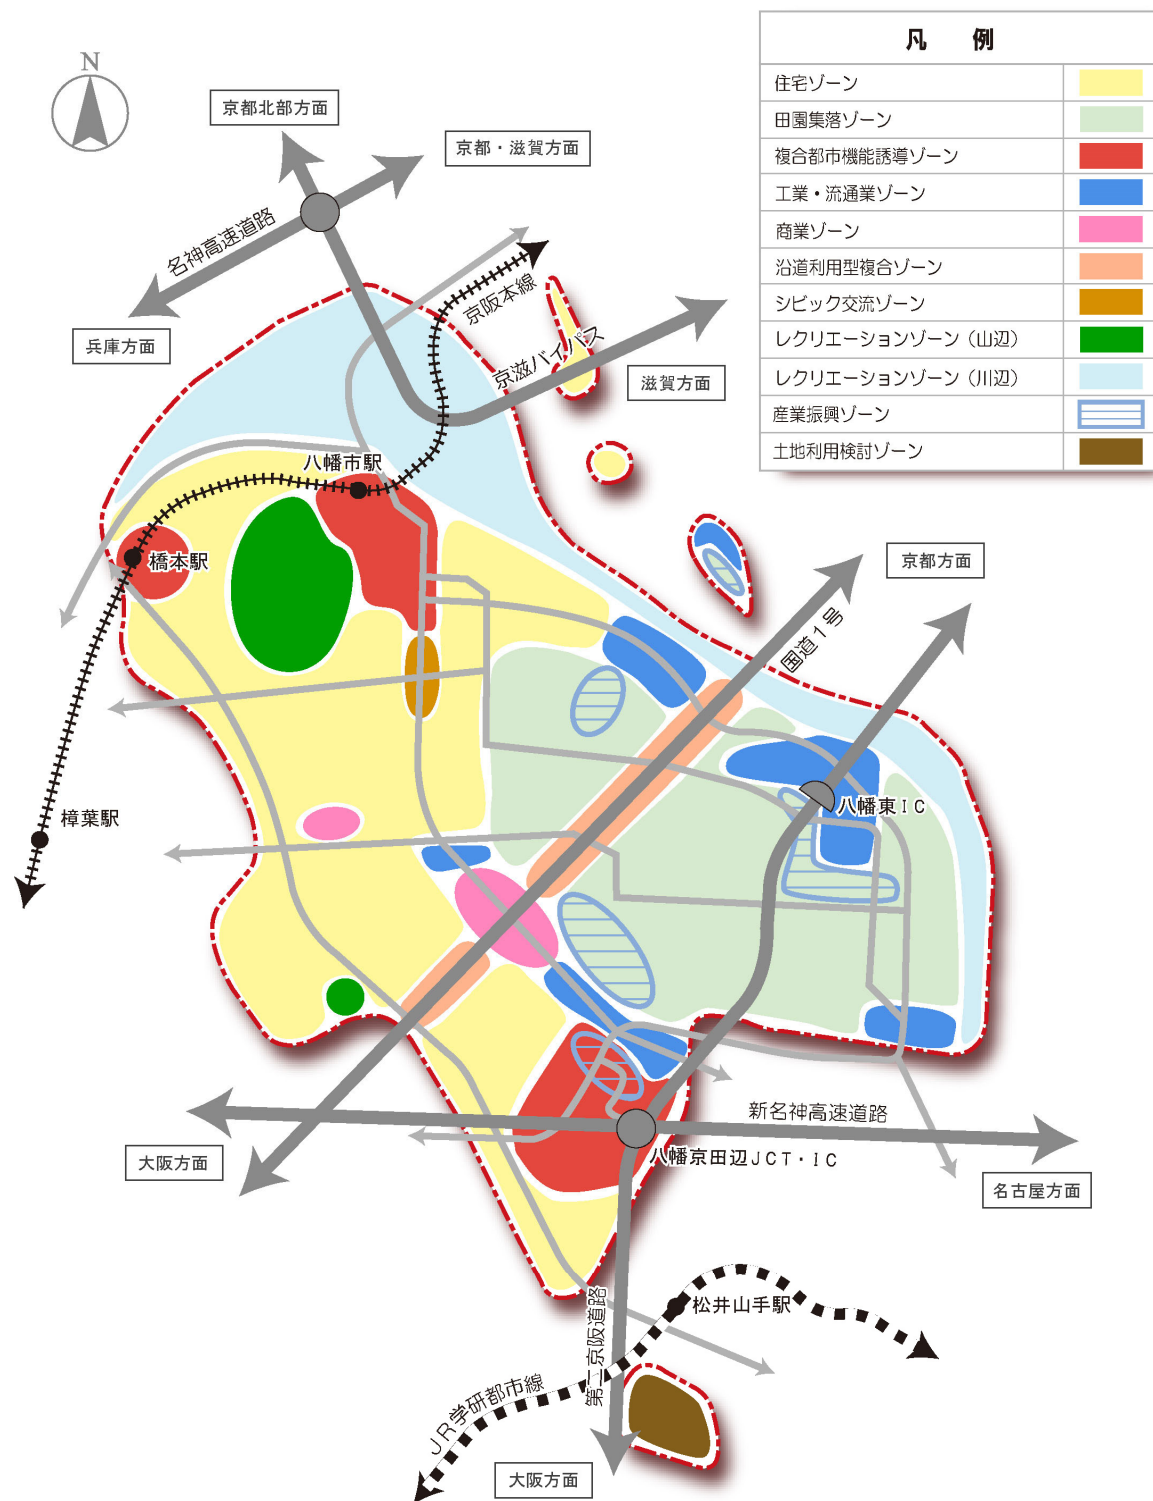 凡 例
住宅ゾーン
田園集落ゾーン
複合都市機能誘導ゾーン
工業・流通業ゾーン
商業ゾーン
沿道利用型複合ゾーン
シビック交流ゾーン
レクリエーションゾーン（山辺）
レクリエーションゾーン（川辺）
産業振興ゾーン
土地利用検討ゾーン
N
京都北部方面
京都・滋賀方面
名神高速道路
兵庫方面
京阪本線
京滋バイパス
滋賀方面
八幡市駅
橋本駅
京都方面
国道１号
樟葉駅
八幡東ＩＣ
新名神高速道路
大阪方面
八幡京田辺ＪＣＴ・ＩＣ
名古屋方面
松井山手駅
第二京阪道路
ＪＲ学研都市線
大阪方面